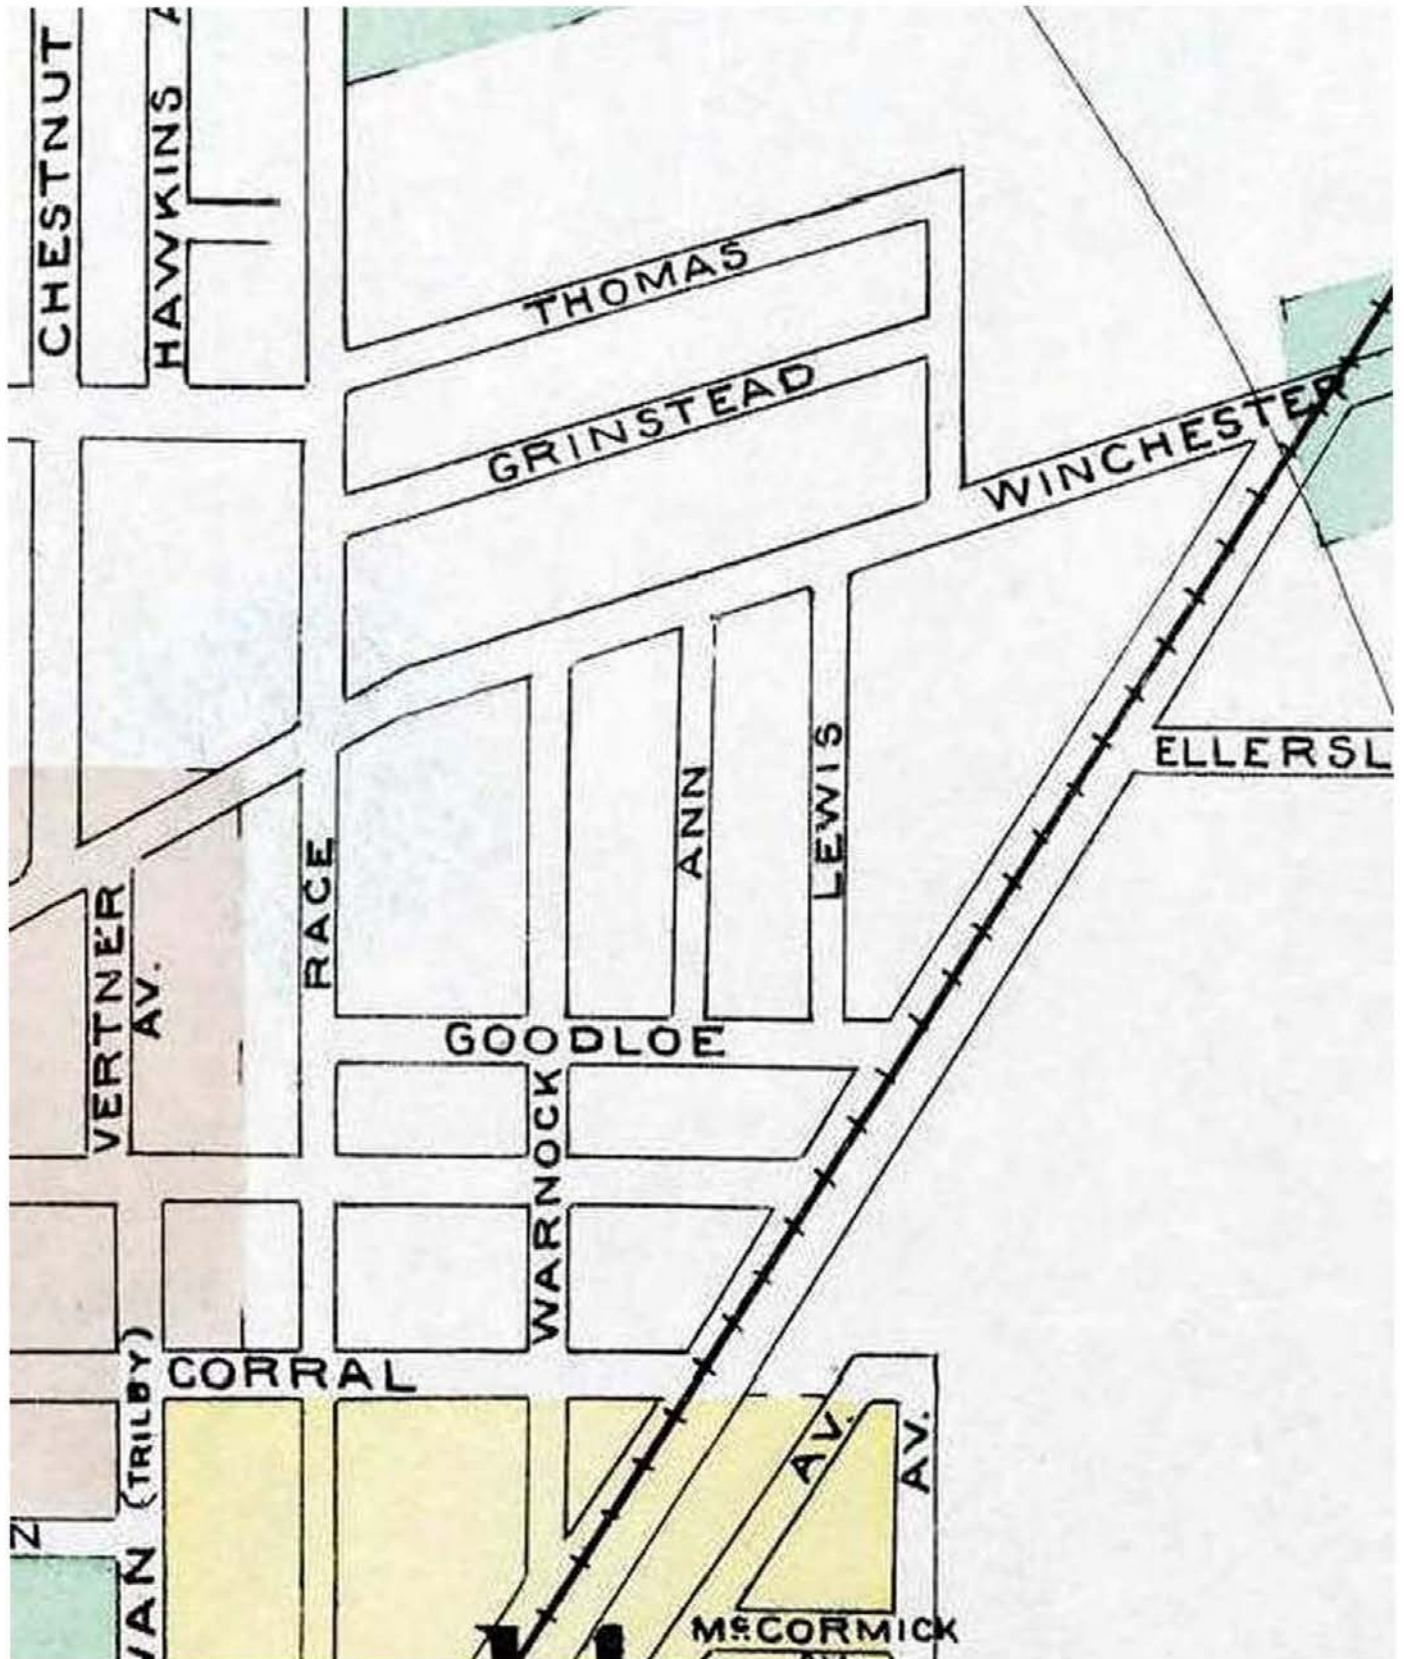 CHESTNUT
HAWKINS A
THOMAS
GRINSTEAD
WINCHESTER
ELLERSL
ANN
LEWIS
RACE
VERTNER
AV.
GOODLOE
WARNOCK
CORRAL
(TRILBY)
VAN
AV.
AV.
Z
McCORMICK